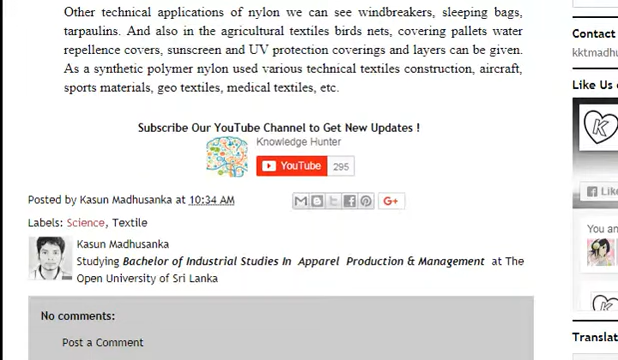 Other technical applications of nylon we can see windbreakers, sleeping bags,
tarpaulins. And also in the agricultural textiles birds nets, covering pallets water
repellence covers, sunscreen and UV protection coverings and layers can be given.
As a synthetic polymer nylon used various technical textiles construction, aircraft,
sports materials, geo textiles, medical textiles, etc.
Subscribe Our YouTube Channel to Get New Updates !
Knowledge Hunter
YouTube 295
Posted by Kasun Madhusanka at 10:34 AM
G+
Labels: Science, Textile
Kasun Madhusanka
Studying Bachelor of Industrial Studies In Apparel Production & Management at The
Open University of Sri Lanka
No comments:
Post a Comment
Contact
kktmadhu
Like Us
K
Like
You
K
Translat